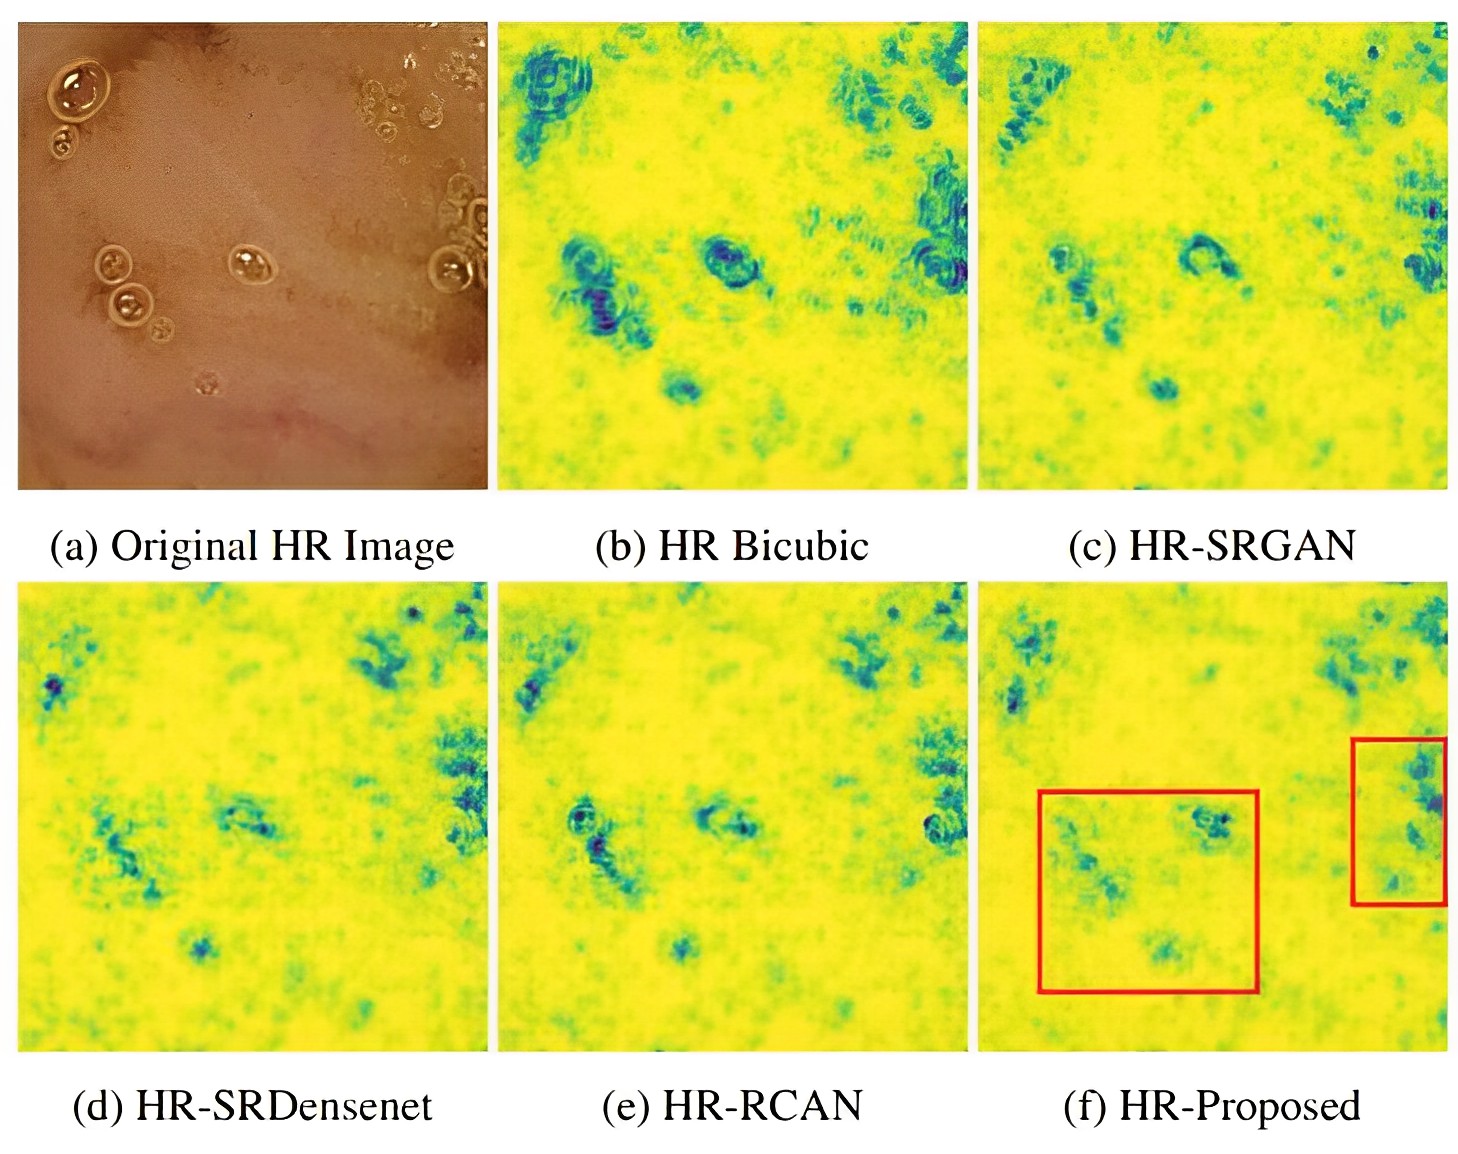 (a) Original HR Image
(b) HR Bicubic
(c) HR-SRGAN
(d) HR-SRDensenet
(e) HR-RCAN
(f) HR-Proposed